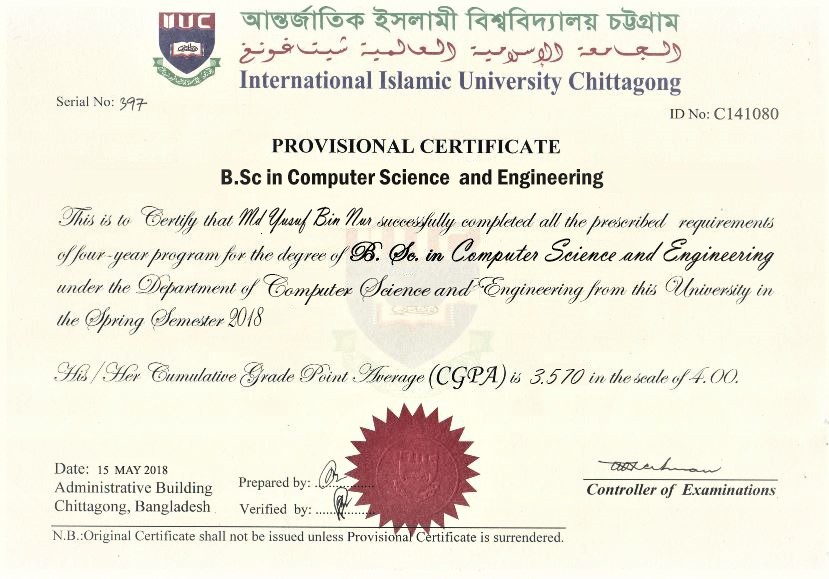 IIUC
আন্তর্জাতিক ইসলামী বিশ্ববিদ্যালয় চট্টগ্রাম
الجامعة الإسلامية العالمية شيتاغونغ
International Islamic University Chittagong
Serial No: 397
ID No: C141080
PROVISIONAL CERTIFICATE
B.Sc in Computer Science and Engineering
This is to Certify that Md Yusuf Bin Nur successfully completed all the prescribed requirements
of four-year program for the degree of B. Sc. in Computer Science and Engineering
under the Department of Computer Science and Engineering from this University in
the Spring Semester 2018
His/Her Cumulative Grade Point Average (CGPA) is 3.570 in the scale of 4.00.
Date: 15 MAY 2018
Administrative Building
Chittagong, Bangladesh
Prepared by: ..............
Verified by: ..............
Controller of Examinations
N.B.:Original Certificate shall not be issued unless Provisional Certificate is surrendered.